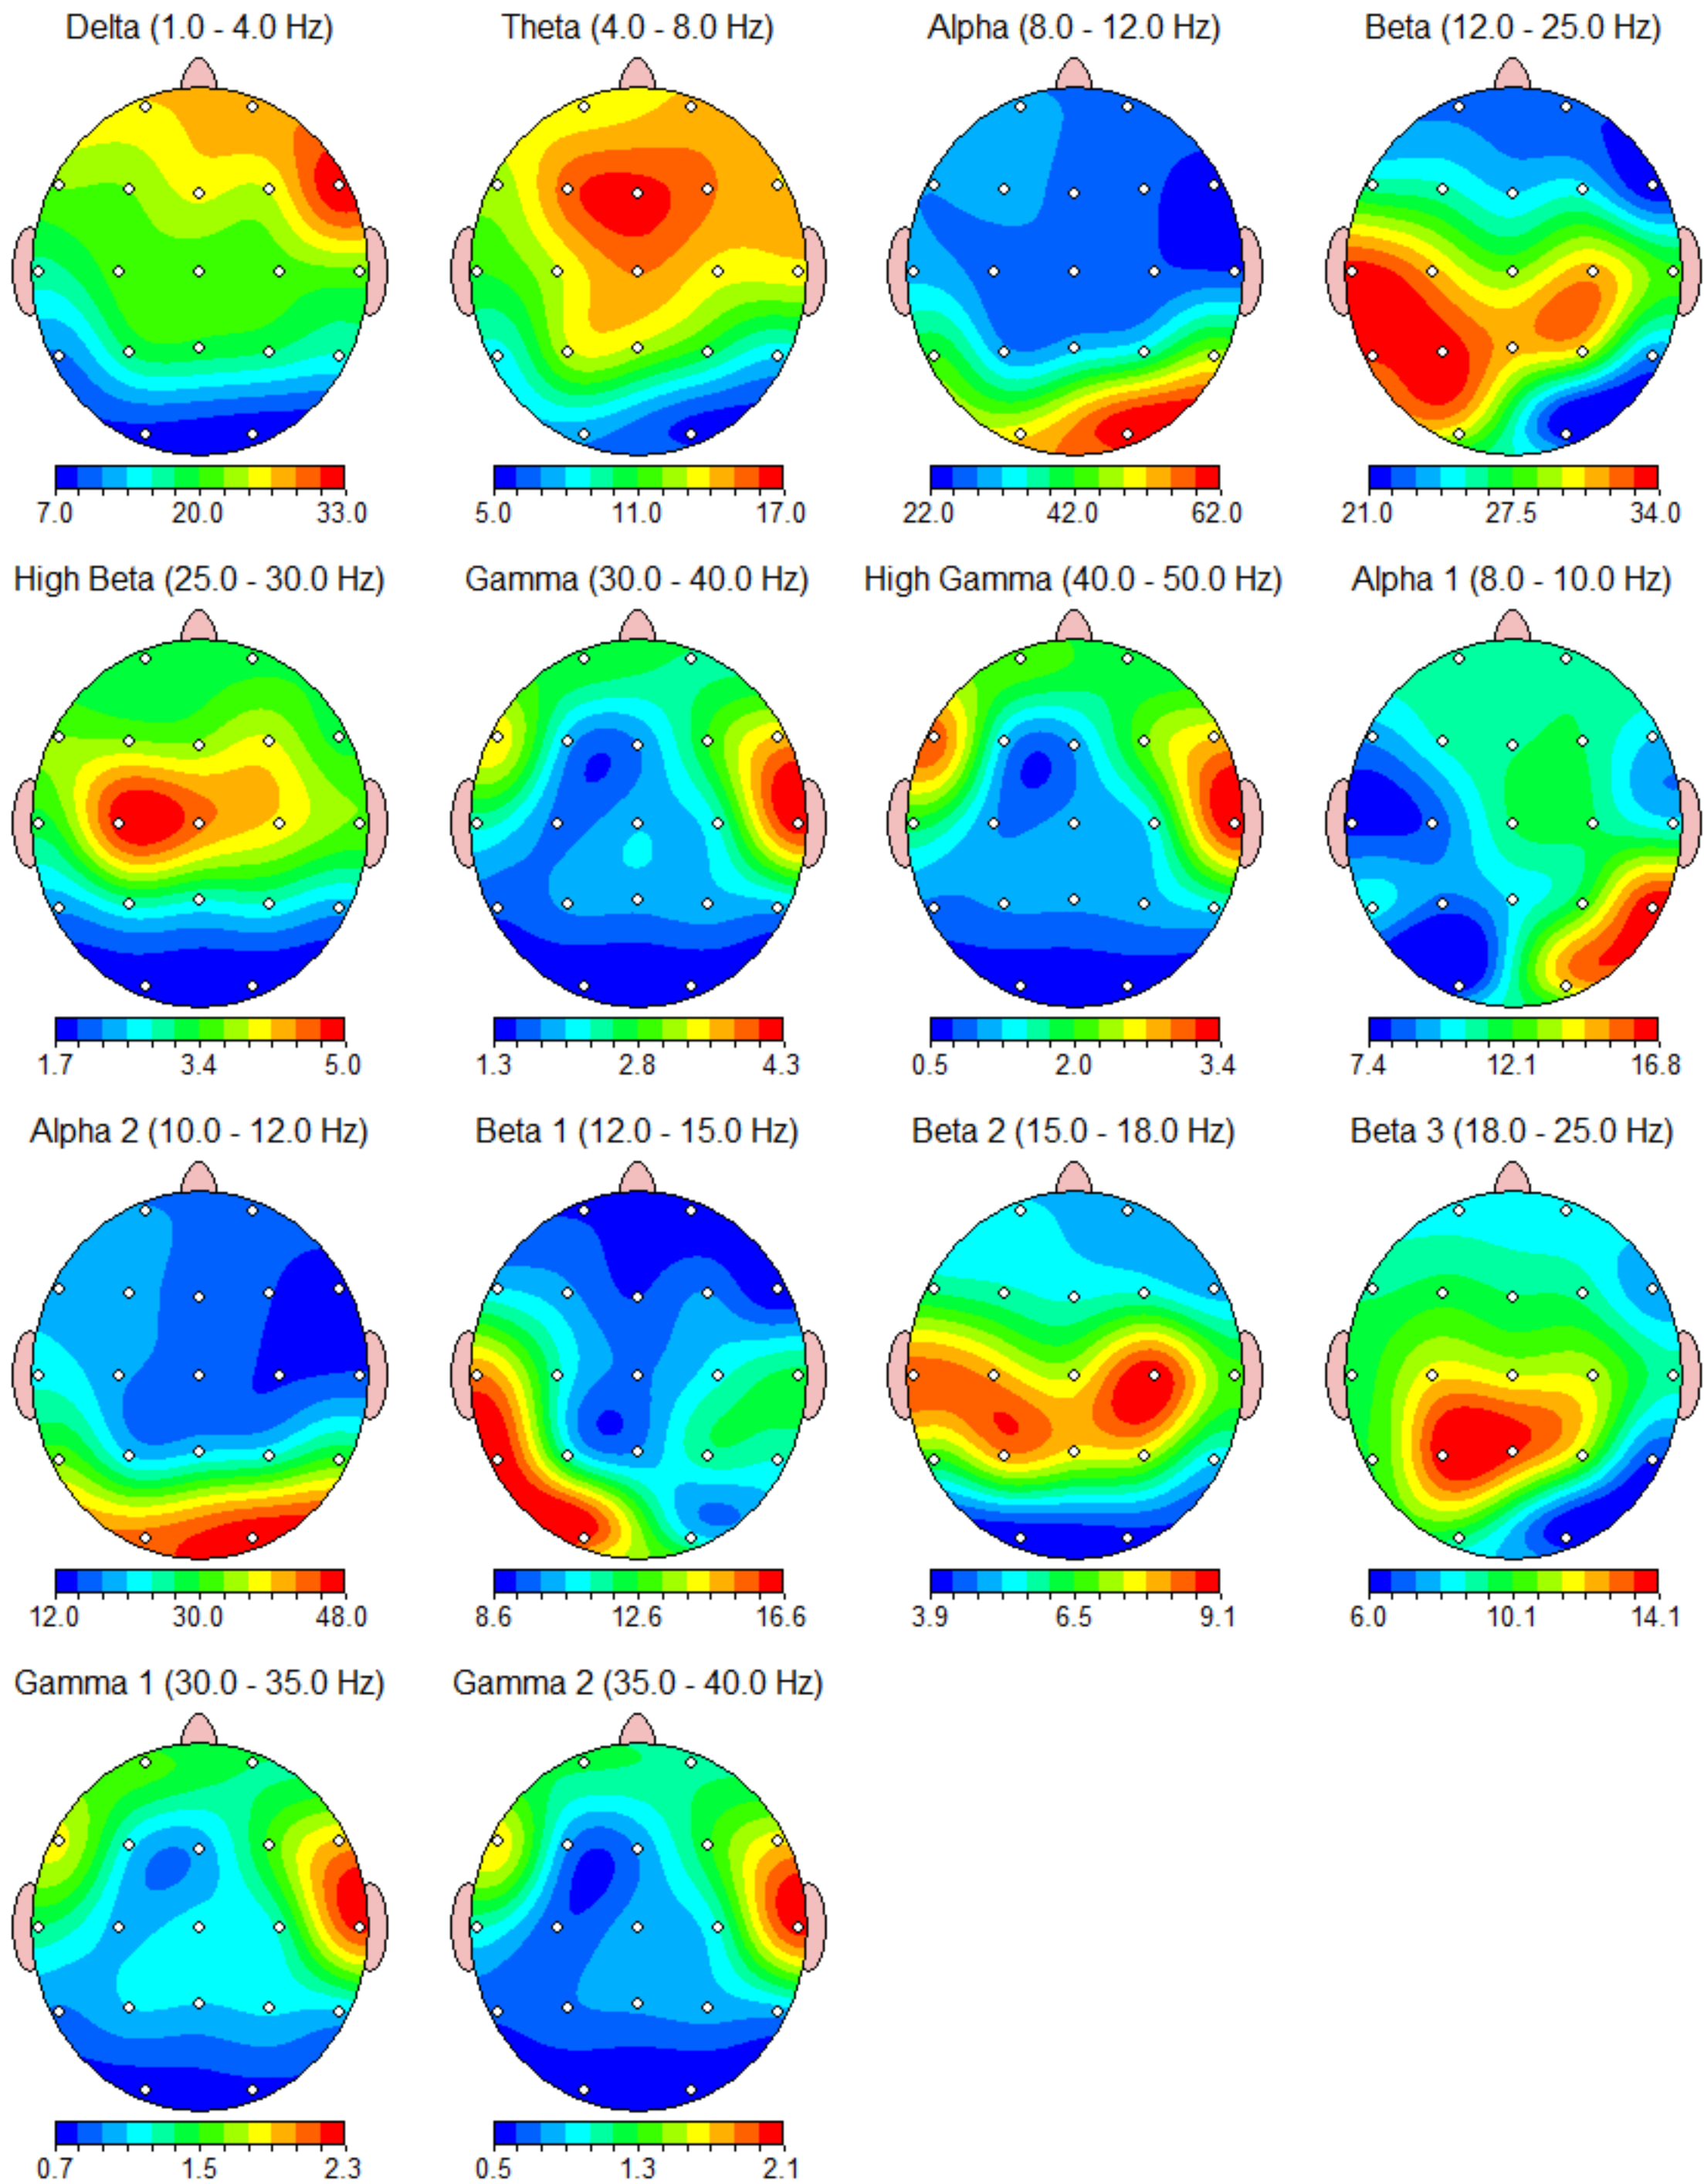 Delta (1.0 - 4.0 Hz) Theta (4.0 - 8.0 Hz) Alpha (8.0 - 12.0 Hz) Beta (12.0 - 25.0 Hz)
7.0 20.0 33.0 5.0 11.0 17.0 22.0 42.0 62.0 21.0 27.5 34.0
High Beta (25.0 - 30.0 Hz) Gamma (30.0 - 40.0 Hz) High Gamma (40.0 - 50.0 Hz) Alpha 1 (8.0 - 10.0 Hz)
1.7 3.4 5.0 1.3 2.8 4.3 0.5 2.0 3.4 7.4 12.1 16.8
Alpha 2 (10.0 - 12.0 Hz) Beta 1 (12.0 - 15.0 Hz) Beta 2 (15.0 - 18.0 Hz) Beta 3 (18.0 - 25.0 Hz)
12.0 30.0 48.0 8.6 12.6 16.6 3.9 6.5 9.1 6.0 10.1 14.1
Gamma 1 (30.0 - 35.0 Hz) Gamma 2 (35.0 - 40.0 Hz)
0.7 1.5 2.3 0.5 1.3 2.1